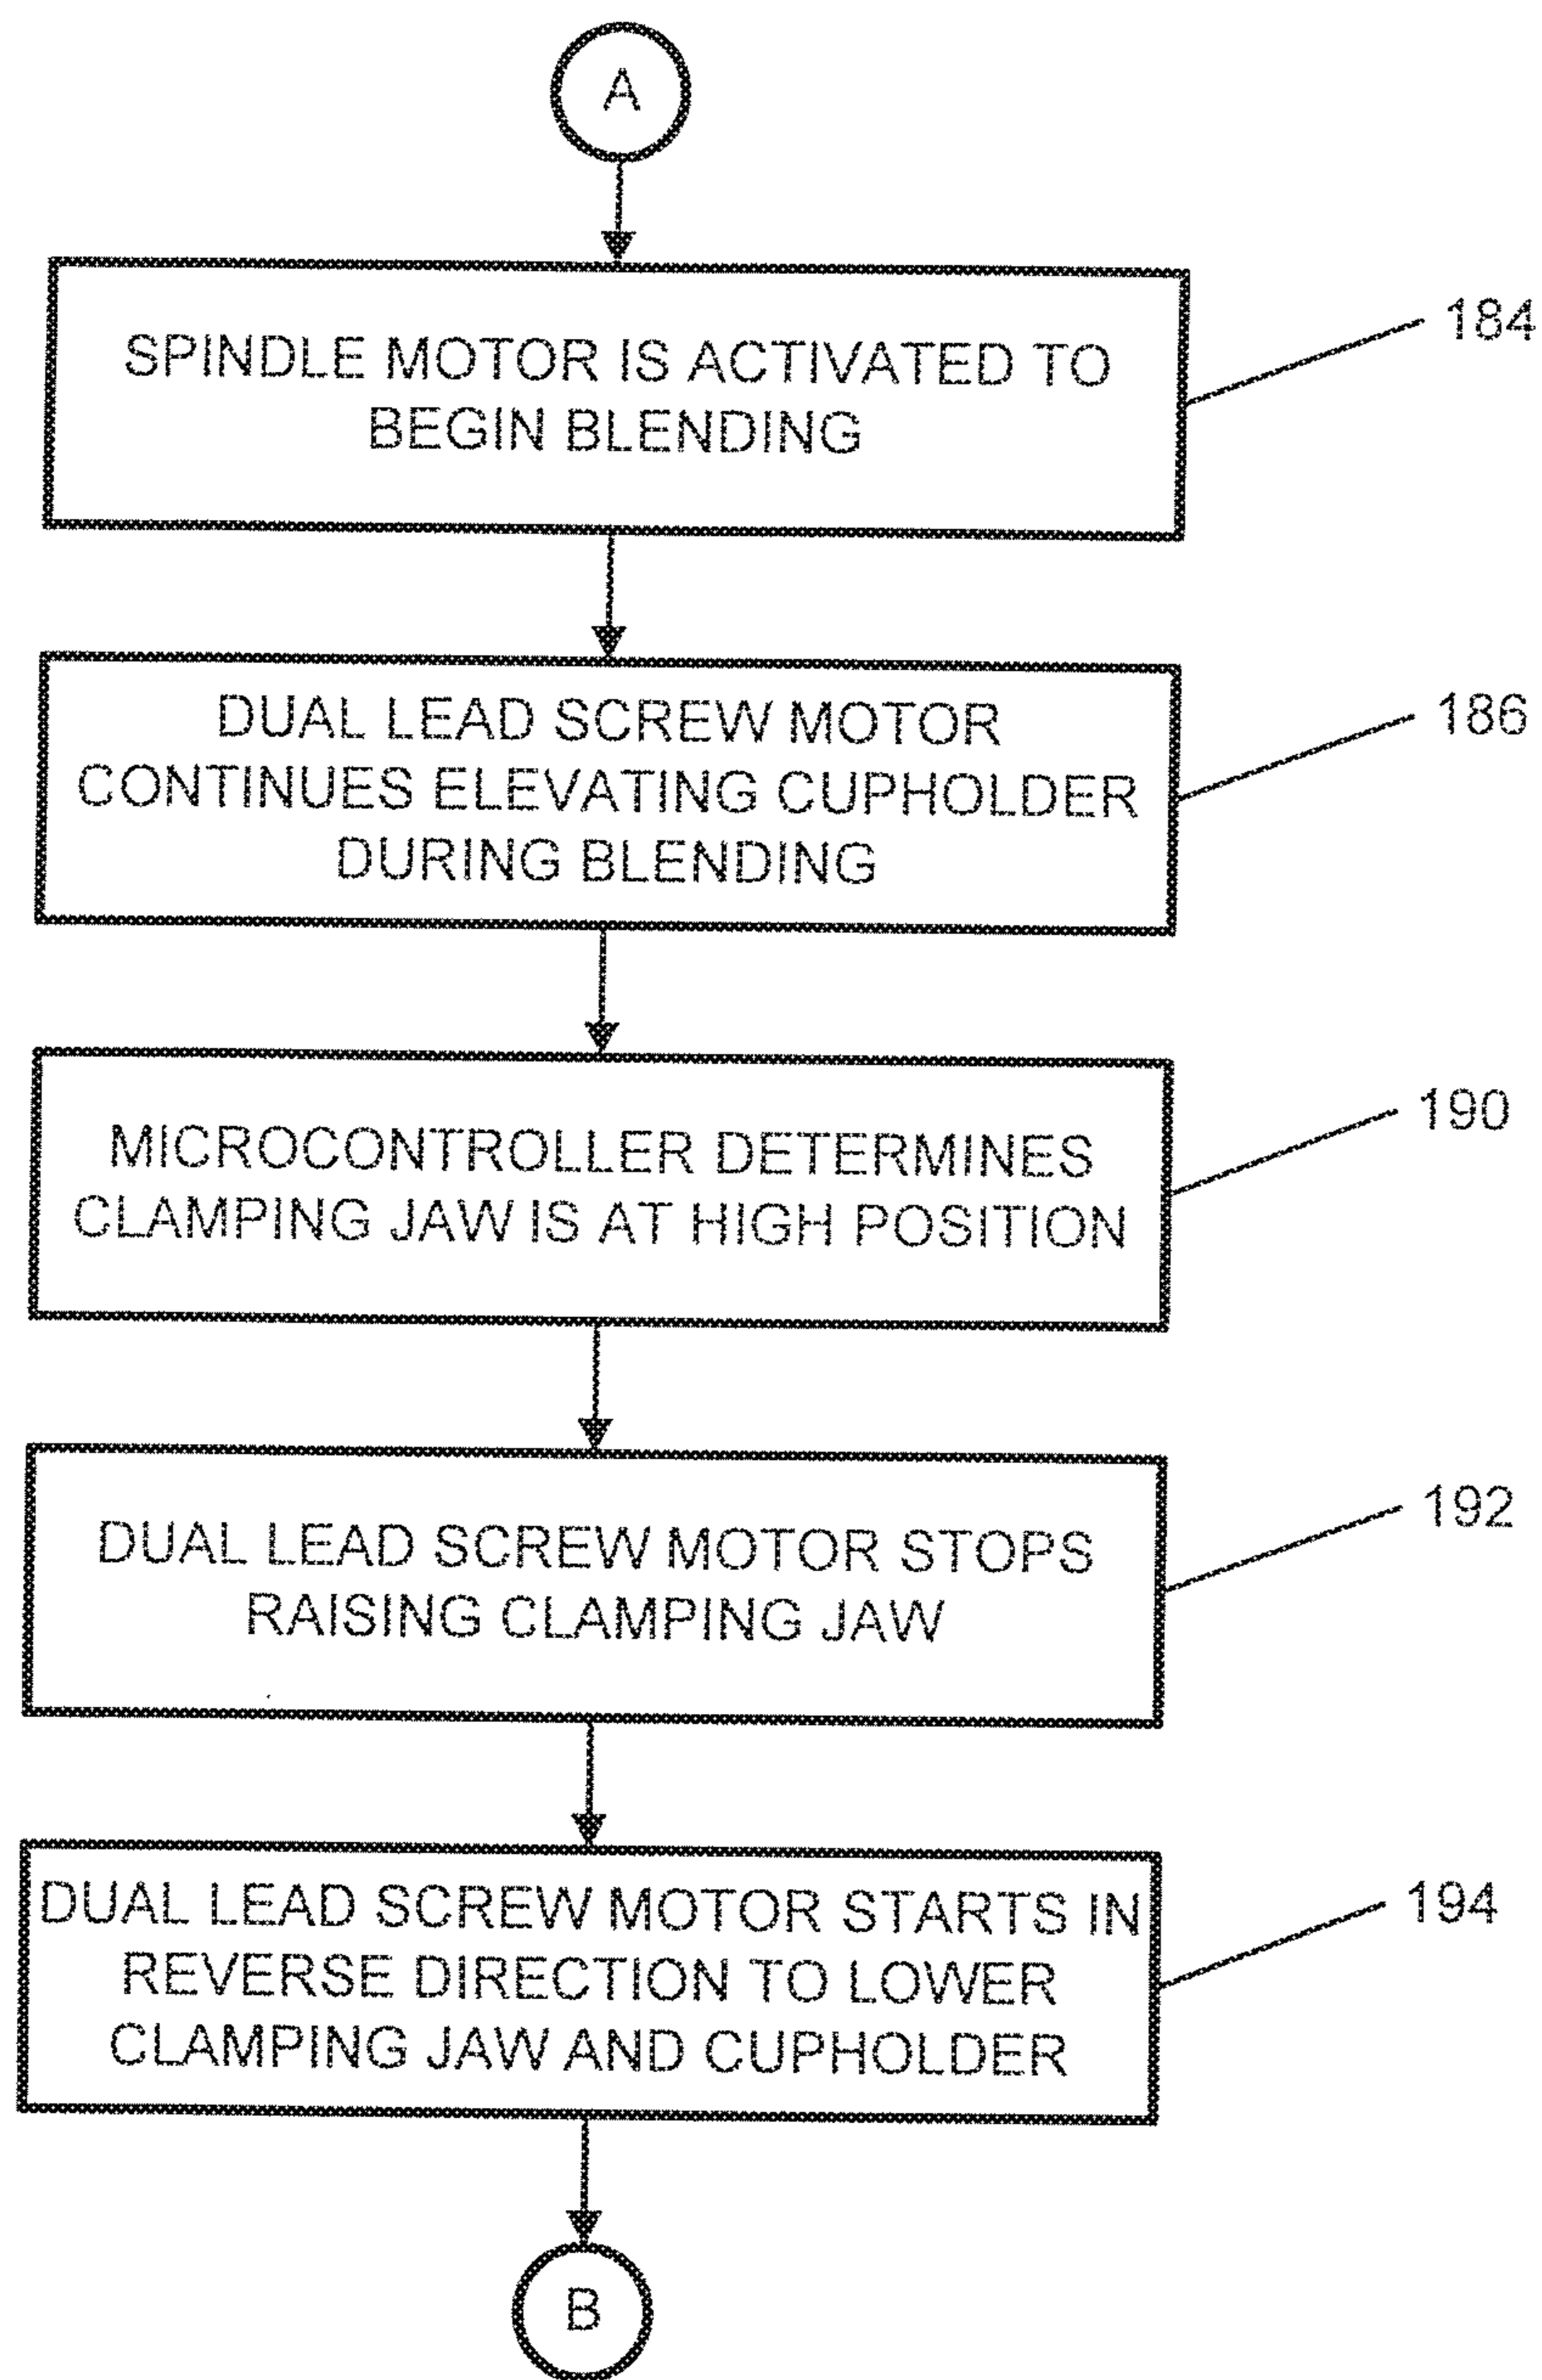 A
SPINDLE MOTOR IS ACTIVATED TO
BEGIN BLENDING
184
DUAL LEAD SCREW MOTOR
CONTINUES ELEVATING CUPHOLDER
DURING BLENDING
186
MICROCONTROLLER DETERMINES
CLAMPING JAW IS AT HIGH POSITION
190
DUAL LEAD SCREW MOTOR STOPS
RAISING CLAMPING JAW
192
DUAL LEAD SCREW MOTOR STARTS IN
REVERSE DIRECTION TO LOWER
CLAMPING JAW AND CUPHOLDER
194
B